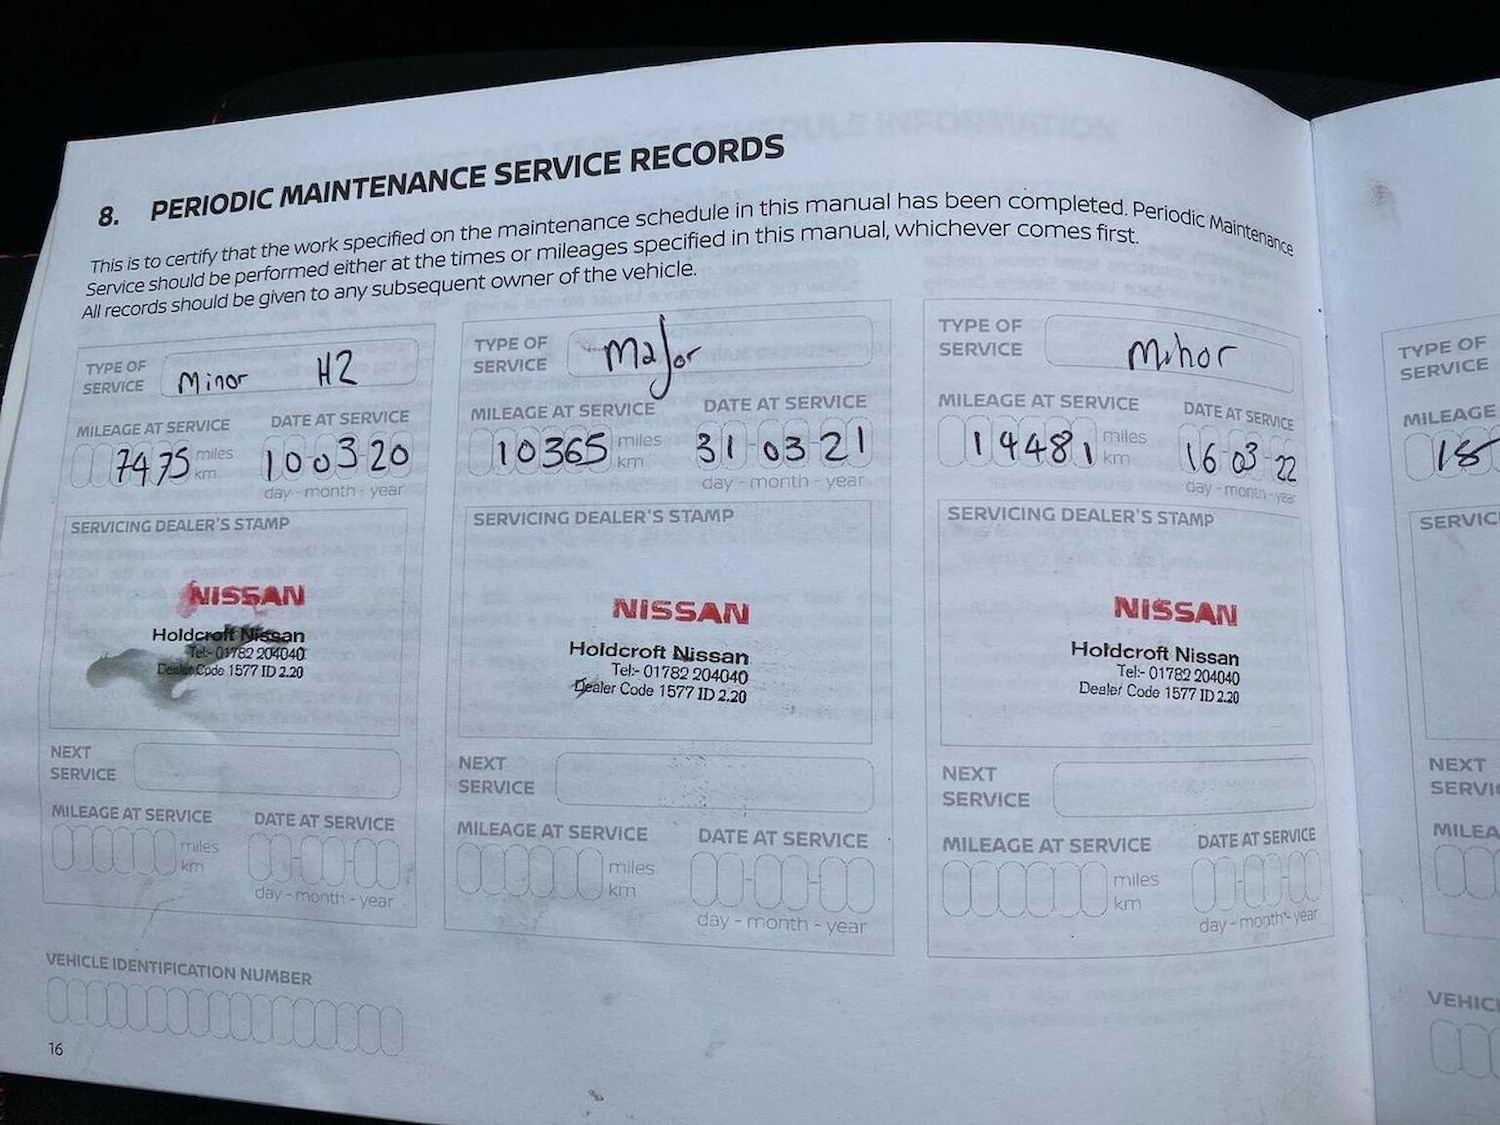 8. PERIODIC MAINTENANCE SERVICE RECORDS
This is to certify that the work specified on the maintenance schedule in this manual has been completed. Periodic Maintenance
Service should be performed either at the times or mileages specified in this manual, whichever comes first.
All records should be given to any subsequent owner of the vehicle.
TYPE OF
SERVICE
Minor H2
MILEAGE AT SERVICE
DATE AT SERVICE
7475
miles
km
10-03-20
day - month - year
SERVICING DEALER'S STAMP
NISSAN
Holdcroft Nissan
Tel:- 01782 204040
Dealer Code 1577 ID 2.20
NEXT
SERVICE
MILEAGE AT SERVICE
DATE AT SERVICE
miles
km
day - month - year
VEHICLE IDENTIFICATION NUMBER
16
TYPE OF
SERVICE
Major
MILEAGE AT SERVICE
DATE AT SERVICE
10365
miles
km
31-03-21
day - month - year
SERVICING DEALER'S STAMP
NISSAN
Holdcroft Nissan
Tel:- 01782 204040
Dealer Code 1577 ID 2.20
NEXT
SERVICE
MILEAGE AT SERVICE
DATE AT SERVICE
miles
km
day - month - year
TYPE OF
SERVICE
Minor
MILEAGE AT SERVICE
DATE AT SERVICE
14481
miles
km
16-03-22
day - month - year
SERVICING DEALER'S STAMP
NISSAN
Holdcroft Nissan
Tel:- 01782 204040
Dealer Code 1577 ID 2.20
NEXT
SERVICE
MILEAGE AT SERVICE
DATE AT SERVICE
miles
km
day - month - year
TYPE OF
SERVICE
MILEAGE
18
SERVIC
NEXT
SERVI
MILEA
VEHIC